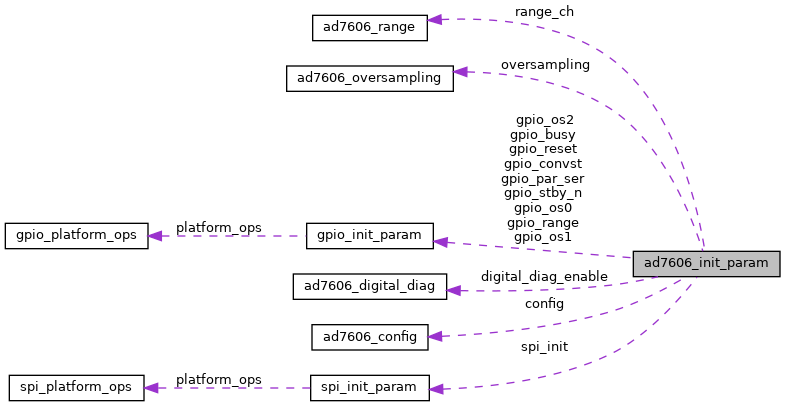 range_ch
ad7606_range
oversampling
ad7606_oversampling
gpio_os2
gpio_busy
gpio_reset
gpio_convst
gpio_par_ser
gpio_stby_n
gpio_os0
gpio_range
gpio_os1
platform_ops
gpio_platform_ops
gpio_init_param
ad7606_init_param
digital_diag_enable
ad7606_digital_diag
config
ad7606_config
spi_init
platform_ops
spi_platform_ops
spi_init_param